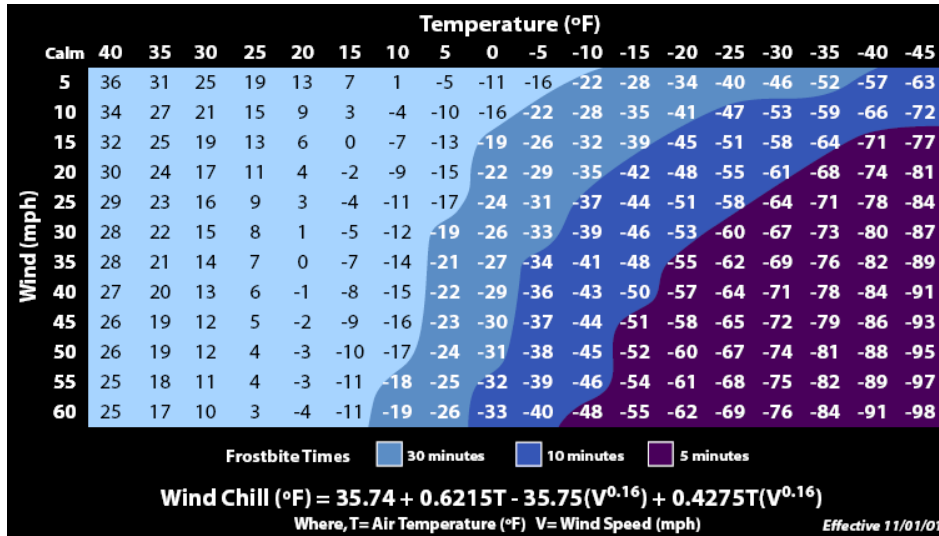 Temperature (ºF)
Calm 40 35 30 25 20 15 10 5 0 -5 -10 -15 -20 -25 -30 -35 -40 -45
5 36 31 25 19 13 7 1 -5 -11 -16 -22 -28 -34 -40 -46 -52 -57 -63
10 34 27 21 15 9 3 -4 -10 -16 -22 -28 -35 -41 -47 -53 -59 -66 -72
15 32 25 19 13 6 0 -7 -13 -19 -26 -32 -39 -45 -51 -58 -64 -71 -77
20 30 24 17 11 4 -2 -9 -15 -22 -29 -35 -42 -48 -55 -61 -68 -74 -81
25 29 23 16 9 3 -4 -11 -17 -24 -31 -37 -44 -51 -58 -64 -71 -78 -84
30 28 22 15 8 1 -5 -12 -19 -26 -33 -39 -46 -53 -60 -67 -73 -80 -87
35 28 21 14 7 0 -7 -14 -21 -27 -34 -41 -48 -55 -62 -69 -76 -82 -89
40 27 20 13 6 -1 -8 -15 -22 -29 -36 -43 -50 -57 -64 -71 -78 -84 -91
45 26 19 12 5 -2 -9 -16 -23 -30 -37 -44 -51 -58 -65 -72 -79 -86 -93
50 26 19 12 4 -3 -10 -17 -24 -31 -38 -45 -52 -60 -67 -74 -81 -88 -95
55 25 18 11 4 -3 -11 -18 -25 -32 -39 -46 -54 -61 -68 -75 -82 -89 -97
60 25 17 10 3 -4 -11 -19 -26 -33 -40 -48 -55 -62 -69 -76 -84 -91 -98
Wind (mph)
Frostbite Times 30 minutes 10 minutes 5 minutes
Wind Chill (ºF) = 35.74 + 0.6215T - 35.75(V^0.16) + 0.4275T(V^0.16)
Where, T= Air Temperature (ºF) V= Wind Speed (mph) Effective 11/01/01